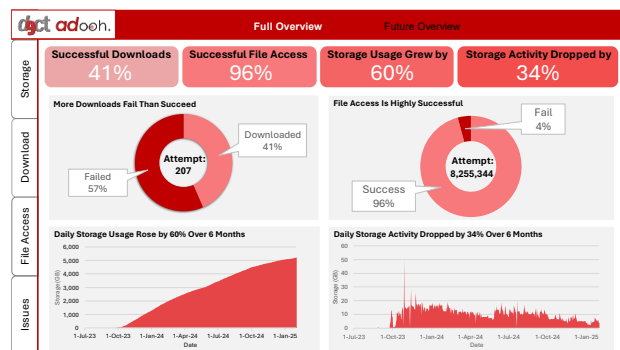 dgct adooh.
Full Overview
Future Overview
Storage
Download
File Access
Issues
Successful Downloads
41%
Successful File Access
96%
Storage Usage Grew by
60%
Storage Activity Dropped by
34%
More Downloads Fail Than Succeed
Downloaded
41%
Attempt:
207
Failed
57%
File Access Is Highly Successful
Fail
4%
Attempt:
8,255,344
Success
96%
Daily Storage Usage Rose by 60% Over 6 Months
Storage(GB)
6,000
5,000
4,000
3,000
2,000
1,000
0
1-Jul-23 1-Oct-23 1-Jan-24 1-Apr-24 1-Jul-24 1-Oct-24 1-Jan-25
Date
Daily Storage Activity Dropped by 34% Over 6 Months
Storage (GB)
60
50
40
30
20
10
0
1-Jul-23 1-Oct-23 1-Jan-24 1-Apr-24 1-Jul-24 1-Oct-24 1-Jan-25
Date